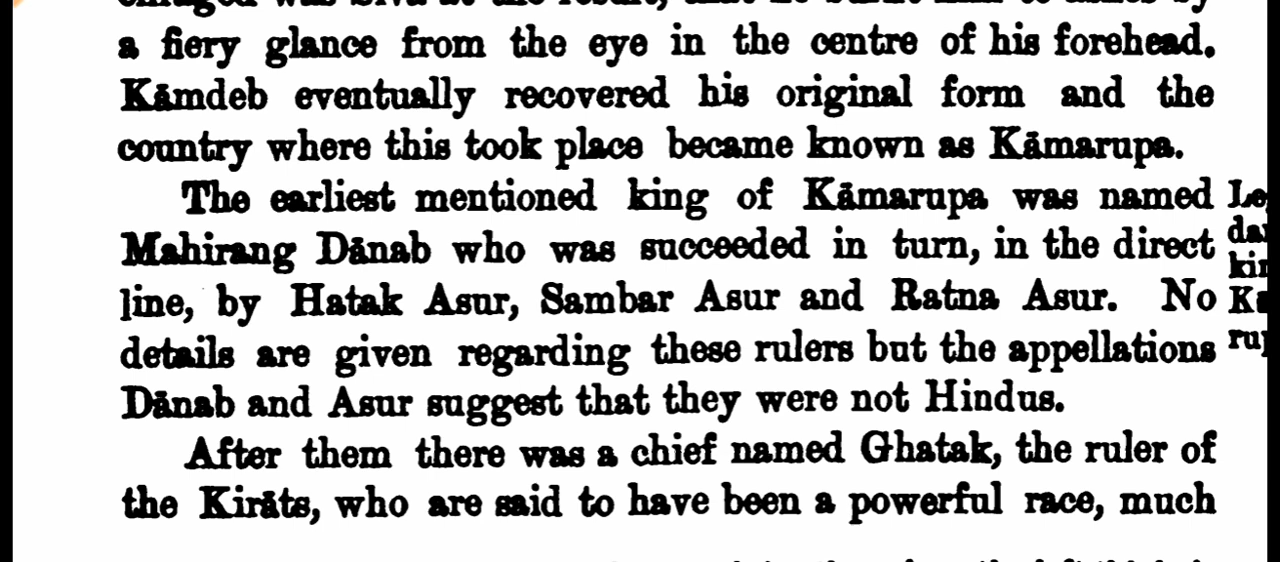 a fiery glance from the eye in the centre of his forehead.
Kāmdeb eventually recovered his original form and the
country where this took place became known as Kāmarupa.
The earliest mentioned king of Kāmarupa was named
Mahirang Dānab who was succeeded in turn, in the direct
line, by Hatak Asur, Sambar Asur and Ratna Asur. No
details are given regarding these rulers but the appellations
Dānab and Asur suggest that they were not Hindus.
After them there was a chief named Ghatak, the ruler of
the Kirāts, who are said to have been a powerful race, much